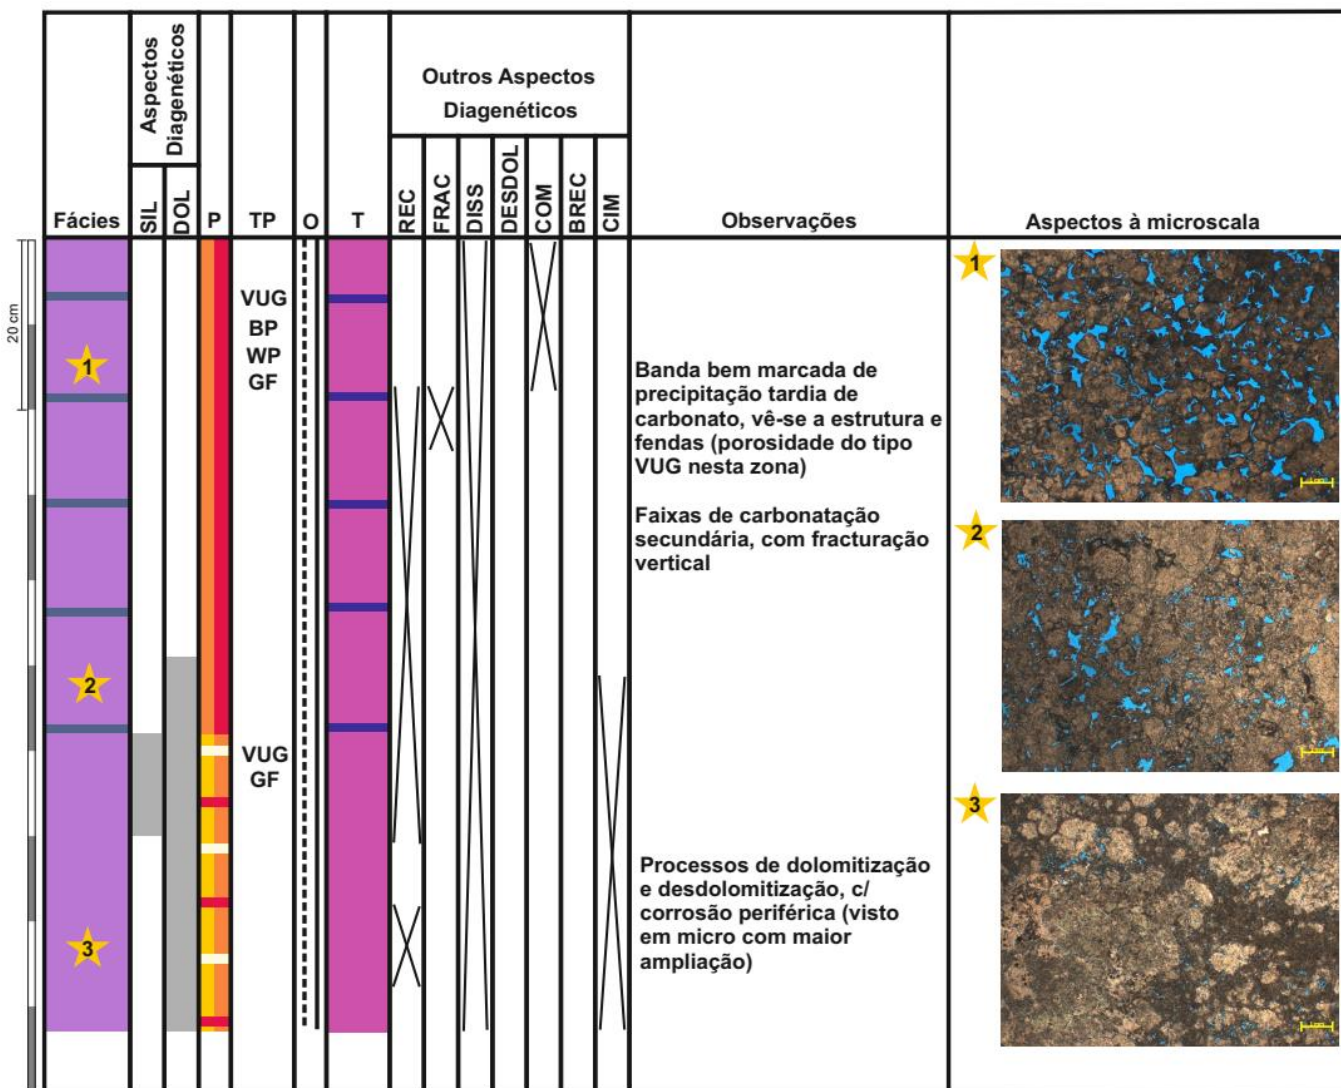 Aspectos
Diagenéticos
Outros Aspectos
Diagenéticos
Fácies
SIL
DOL
P
TP
O
T
REC
FRAC
DISS
DESDOL
COM
BREC
CIM
Observações
Aspectos à microscala
20 cm
1
VUG
BP
WP
GF
Banda bem marcada de
precipitação tardia de
carbonato, vê-se a estrutura e
fendas (porosidade do tipo
VUG nesta zona)
Faixas de carbonatação
secundária, com fracturação
vertical
1
2
2
VUG
GF
3
Processos de dolomitização
e desdolomitização, c/
corrosão periférica (visto
em micro com maior
ampliação)
3